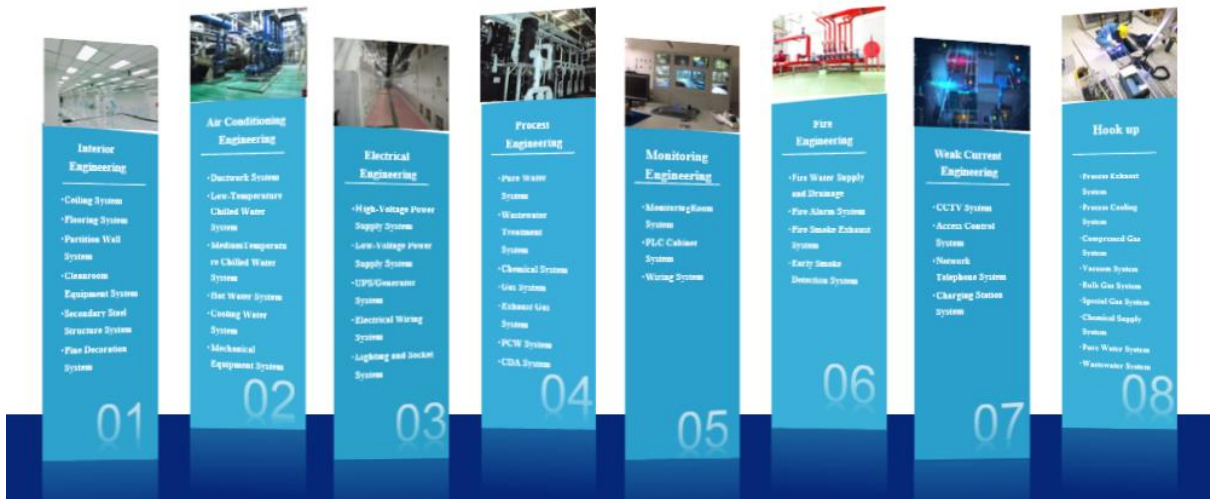 Interior
Engineering
·Ceiling System
·Flooring System
·Partition Wall
System
·Cleanroom
Equipment System
·Secondary Steel
Structure System
·Fine Decoration
System
01
Air Conditioning
Engineering
·Ductwork System
·Low-Temperature
Chilled Water
System
·MediumTemperatu
re Chilled Water
System
·Hot Water System
·Cooling Water
System
·Mechanical
Equipment System
02
Electrical
Engineering
·High-Voltage Power
Supply System
·Low-Voltage Power
Supply System
·UPS/Generator
System
·Electrical Wiring
System
·Lighting and Socket
System
03
Process
Engineering
·Pure Water
System
·Wastewater
Treatment
System
·Chemical System
·Gas System
·Exhaust Gas
System
·PCW System
·CDA System
04
Monitoring
Engineering
·MonitoringRoom
System
·PLC Cabinet
System
·Wiring System
05
Fire
Engineering
·Fire Water Supply
and Drainage
·Fire Alarm System
·Fire Smoke Exhaust
System
·Early Smoke
Detection System
06
Weak Current
Engineering
·CCTV System
·Access Control
System
·Network
Telephone System
·Charging Station
System
07
Hook up
·Process Exhaust
System
·Process Cooling
System
·Compressed Gas
System
·Vacuum System
·Bulk Gas System
·Special Gas System
·Chemical Supply
System
·Pure Water System
·Wastewater System
08